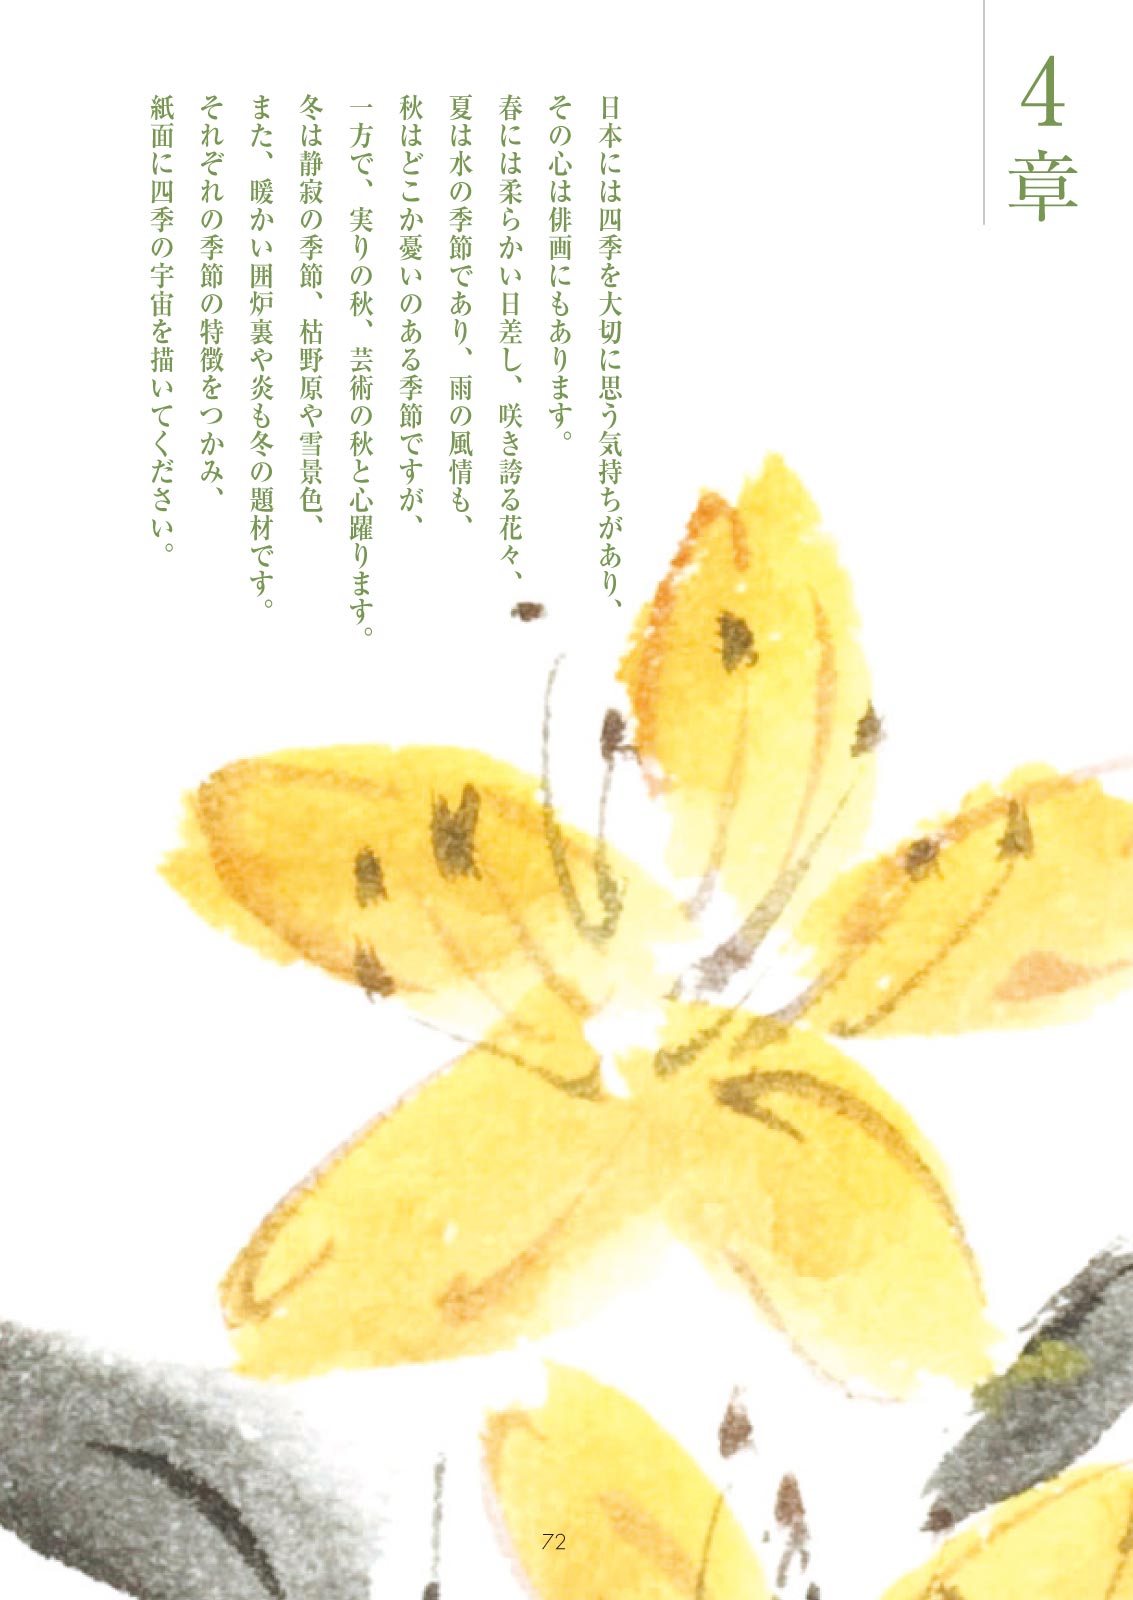 4章
日本には四季を大切に思う気持ちがあり、
その心は俳画にもあります。
春には柔らかい日差し、咲き誇る花々、
夏は水の季節であり、雨の風情も、
秋はどこか憂いのある季節ですが、
一方で、実りの秋、芸術の秋と心躍ります。
冬は静寂の季節、枯野原や雪景色、
また、暖かい囲炉裏や炎も冬の題材です。
それぞれの季節の特徴をつかみ、
紙面に四季の宇宙を描いてください。
72